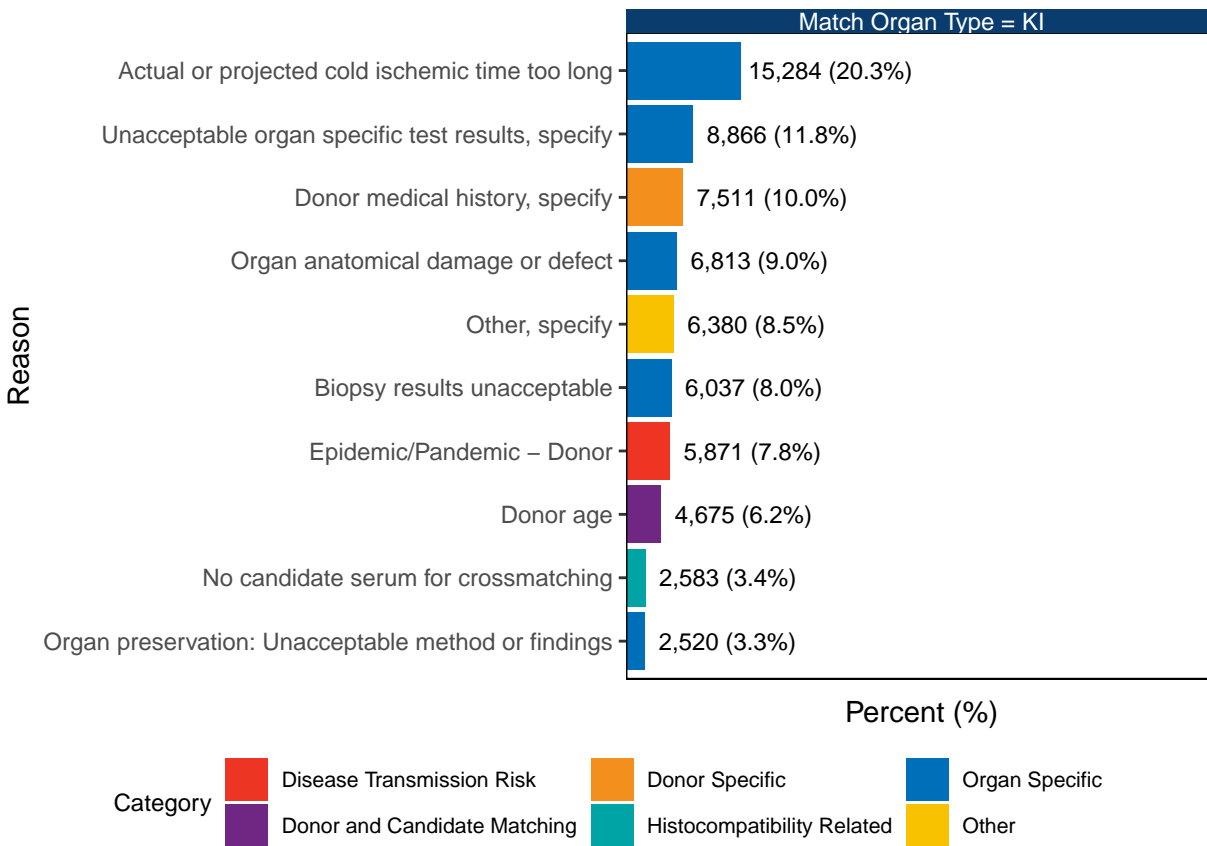 Match Organ Type = KI
Actual or projected cold ischemic time too long 15,284 (20.3%)
Unacceptable organ specific test results, specify 8,866 (11.8%)
Donor medical history, specify 7,511 (10.0%)
Organ anatomical damage or defect 6,813 (9.0%)
Other, specify 6,380 (8.5%)
Biopsy results unacceptable 6,037 (8.0%)
Epidemic/Pandemic – Donor 5,871 (7.8%)
Donor age 4,675 (6.2%)
No candidate serum for crossmatching 2,583 (3.4%)
Organ preservation: Unacceptable method or findings 2,520 (3.3%)
Reason
Percent (%)
Category
Disease Transmission Risk
Donor Specific
Organ Specific
Donor and Candidate Matching
Histocompatibility Related
Other